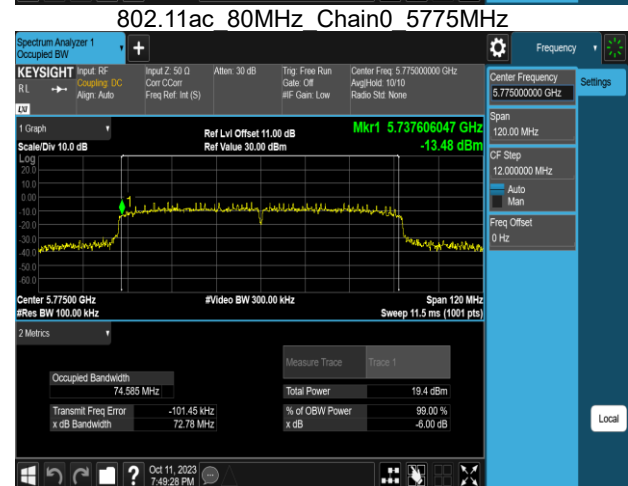 802.11ac_80MHz_Chain0_5775MHz
Spectrum Analyzer 1
Occupied BW
Frequency
KEYSIGHT Input: RF Input Z: 50 Ω Atten: 30 dB Trig: Free Run Center Freq: 5.775000000 GHz
RL Coupling: DC Corr CCorr Gate: Off Avg|Hold: 10/10
Align: Auto Freq Ref: Int (S) #IF Gain: Low Radio Std: None
LXI
Center Frequency
5.775000000 GHz
Settings
Span
120.00 MHz
CF Step
12.000000 MHz
Auto
Man
Freq Offset
0 Hz
Local
1 Graph
Ref Lvl Offset 11.00 dB Mkr1 5.737606047 GHz
Scale/Div 10.0 dB Ref Value 30.00 dBm -13.48 dBm
Log
20.0
10.0
0.00
1
-10.0
-20.0
-30.0
-40.0
-50.0
-60.0
Center 5.77500 GHz #Video BW 300.00 kHz Span 120 MHz
#Res BW 100.00 kHz Sweep 11.5 ms (1001 pts)
2 Metrics
Measure Trace Trace 1
Occupied Bandwidth
74.585 MHz Total Power 19.4 dBm
Transmit Freq Error -101.45 kHz % of OBW Power 99.00 %
x dB Bandwidth 72.78 MHz x dB -6.00 dB
? Oct 11, 2023
7:49:28 PM